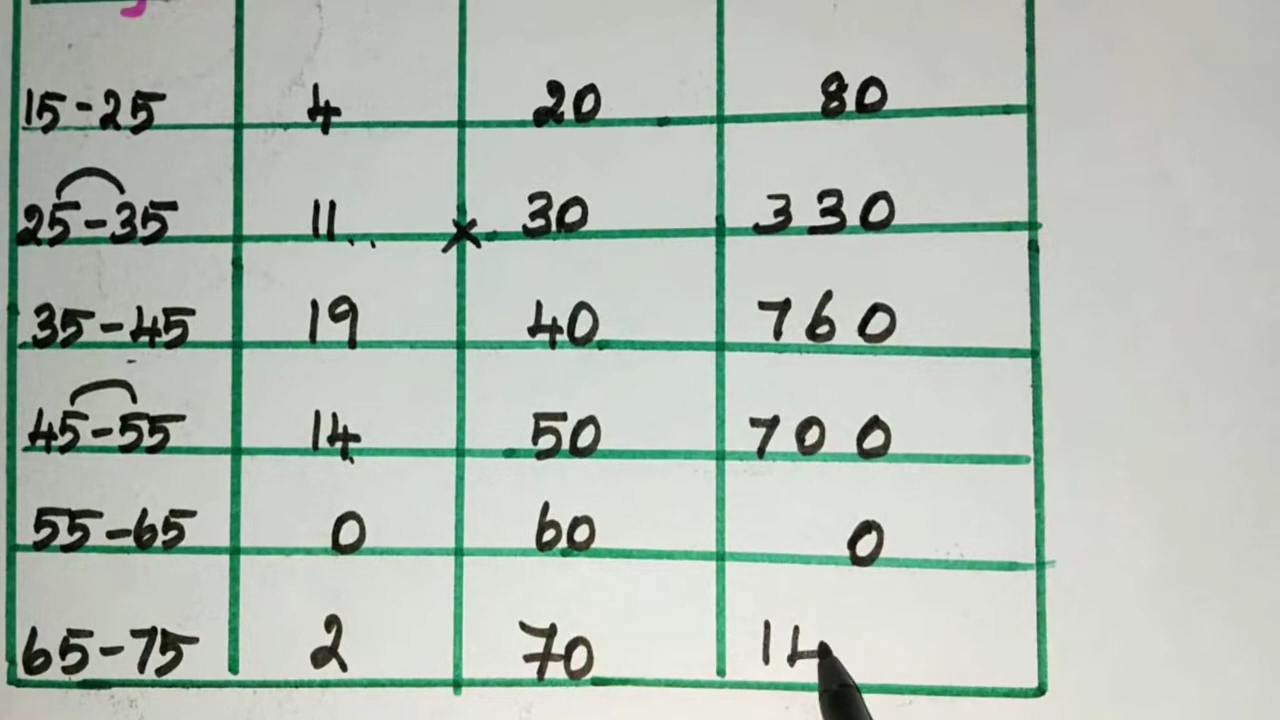 15-25 4 20 80
25-35 11 × 30 330
35-45 19 40 760
45-55 14 50 700
55-65 0 60 0
65-75 2 70 14